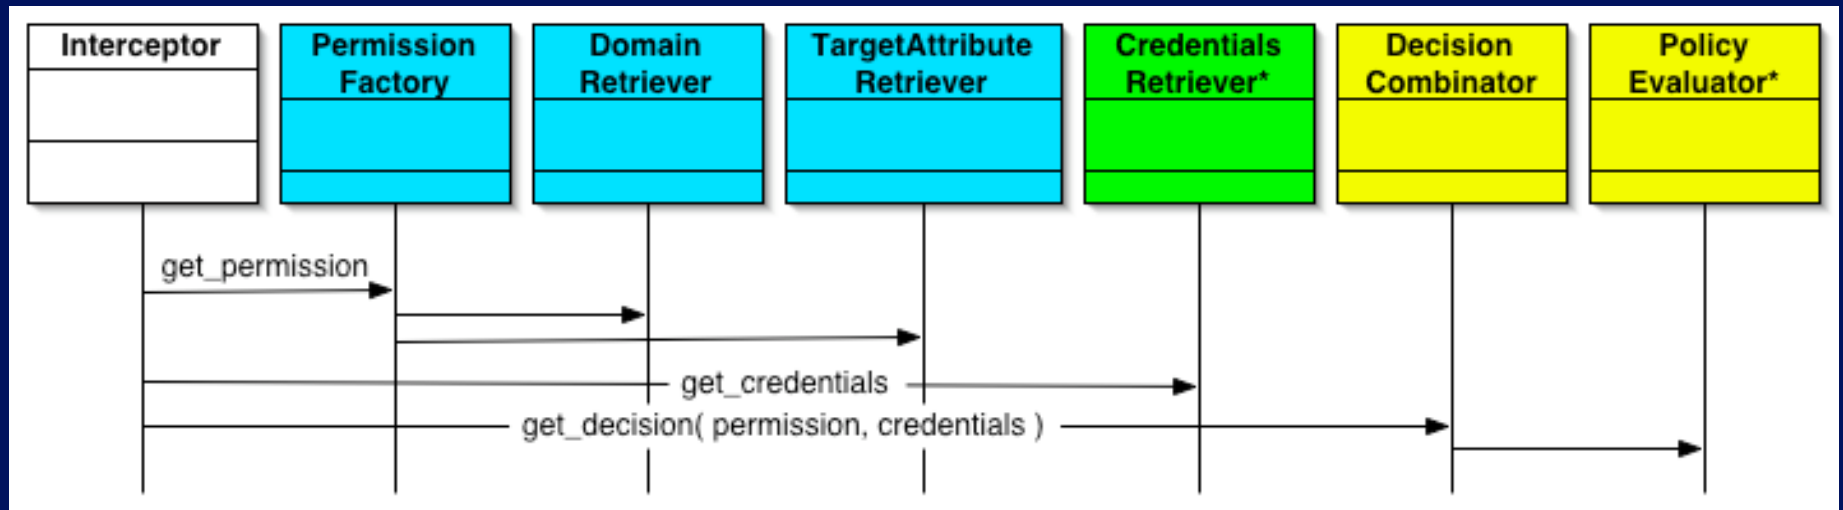 Interceptor
Permission
Factory
Domain
Retriever
TargetAttribute
Retriever
Credentials
Retriever*
Decision
Combinator
Policy
Evaluator*
get_permission
get_credentials
get_decision( permission, credentials )